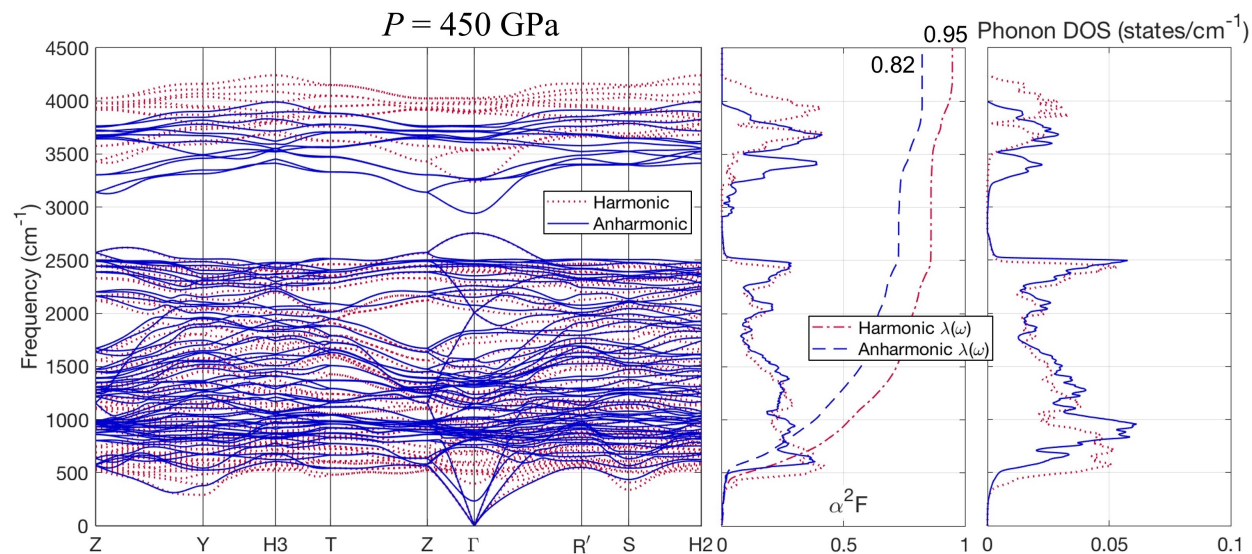 P = 450 GPa
0.95
Phonon DOS (states/cm⁻¹)
0.82
4500
4000
3500
3000
2500
2000
1500
1000
500
0
Frequency (cm⁻¹)
Harmonic
Anharmonic
Harmonic λ(ω)
Anharmonic λ(ω)
α²F
Z Y H3 T Z Γ R′ S H2
0 0.5 1
0 0.05 0.1